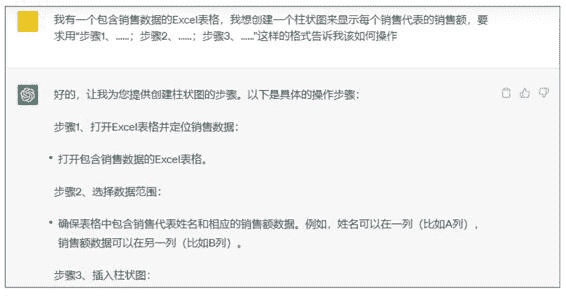 我有一个包含销售数据的Excel表格，我想创建一个柱状图来显示每个销售代表的销售额，要
求用“步骤1、……；步骤2、……；步骤3、……”这样的格式告诉我该如何操作
好的，让我为您提供创建柱状图的步骤。以下是具体的操作步骤：
步骤1、打开Excel表格并定位销售数据：
• 打开包含销售数据的Excel表格。
步骤2、选择数据范围：
• 确保表格中包含销售代表姓名和相应的销售额数据。例如，姓名可以在一列（比如A列），
销售额数据可以在另一列（比如B列）。
步骤3、插入柱状图：